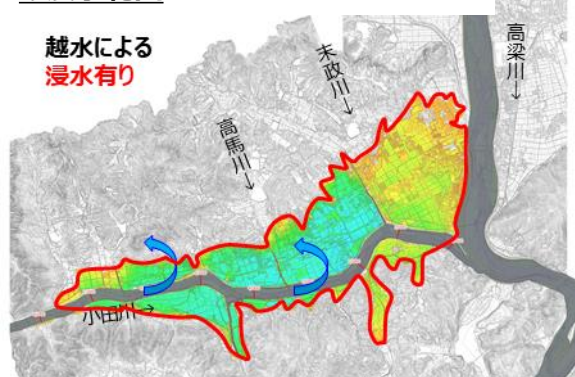 越水による
浸水有り
高梁川→
末政川→
高馬川→
小田川→